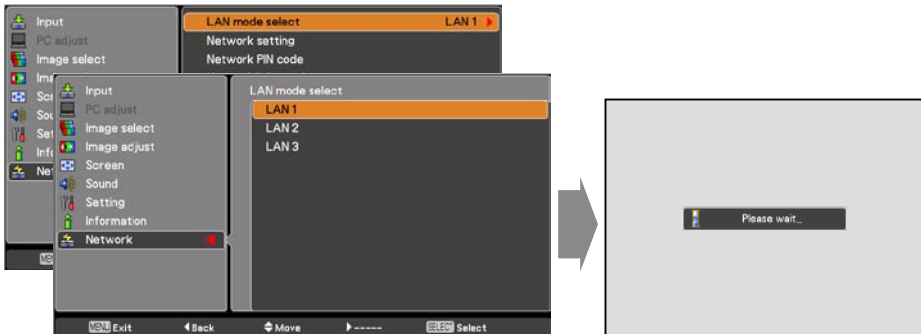 Input
PC adjust
Image select
LAN mode select LAN 1
Network setting
Network PIN code
Input
PC adjust
Image select
Image adjust
Screen
Sound
Setting
Information
Network
LAN mode select
LAN 1
LAN 2
LAN 3
MENU Exit Back Move ----- SELECT Select
Please wait...